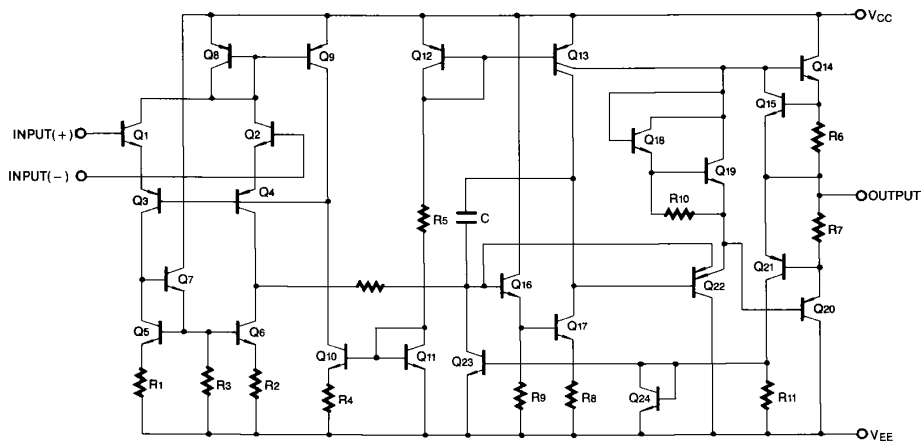 VCC
Q8
Q9
Q12
Q13
Q14
Q15
INPUT(+)
Q1
Q2
Q18
R6
INPUT(−)
Q19
Q3
Q4
R10
OUTPUT
C
R5
R7
Q7
Q16
Q22
Q21
Q20
Q5
Q6
Q17
Q10
Q11
Q23
R1
R3
R2
R4
R9
R8
Q24
R11
VEE